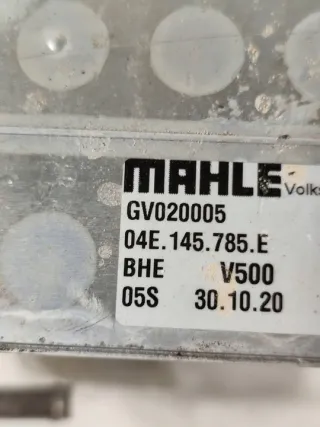 MAHLE Volks
GV020005
04E.145.785.E
BHE V500
05S 30.10.20